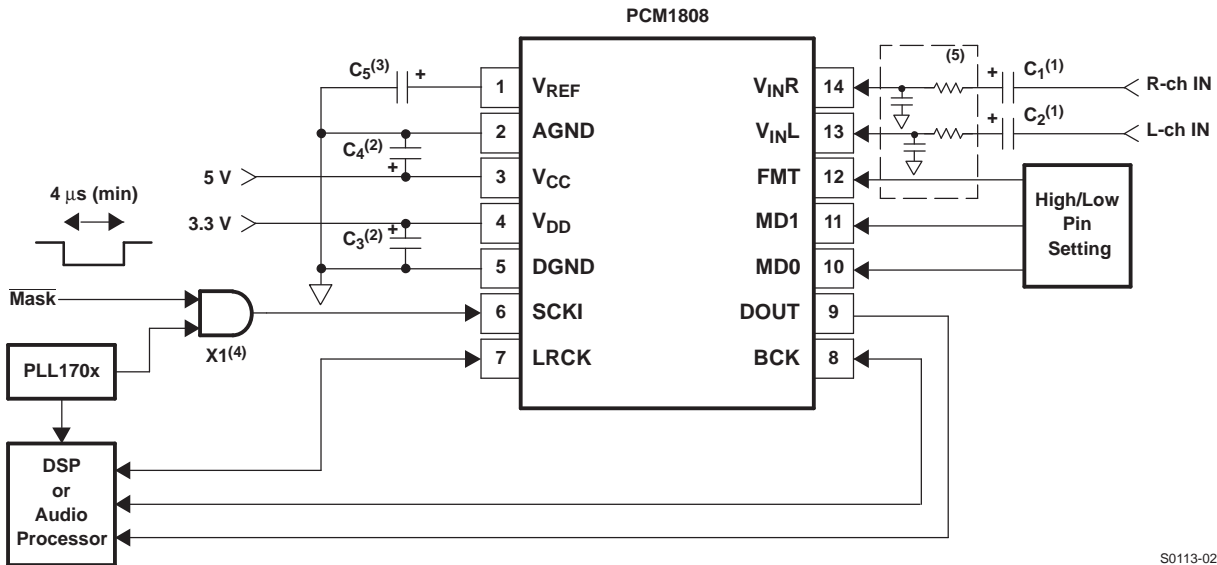 PCM1808
C5(3) +
1 VREF
2 AGND
C4(2)
+
5 V
3 VCC
3.3 V
4 VDD
C3(2) +
5 DGND
6 SCKI
7 LRCK
VINR 14
VINL 13
FMT 12
MD1 11
MD0 10
DOUT 9
BCK 8
(5)
+ C1(1)
R-ch IN
+ C2(1)
L-ch IN
High/Low
Pin
Setting
4 μs (min)
Mask
X1(4)
PLL170x
DSP
or
Audio
Processor
S0113-02